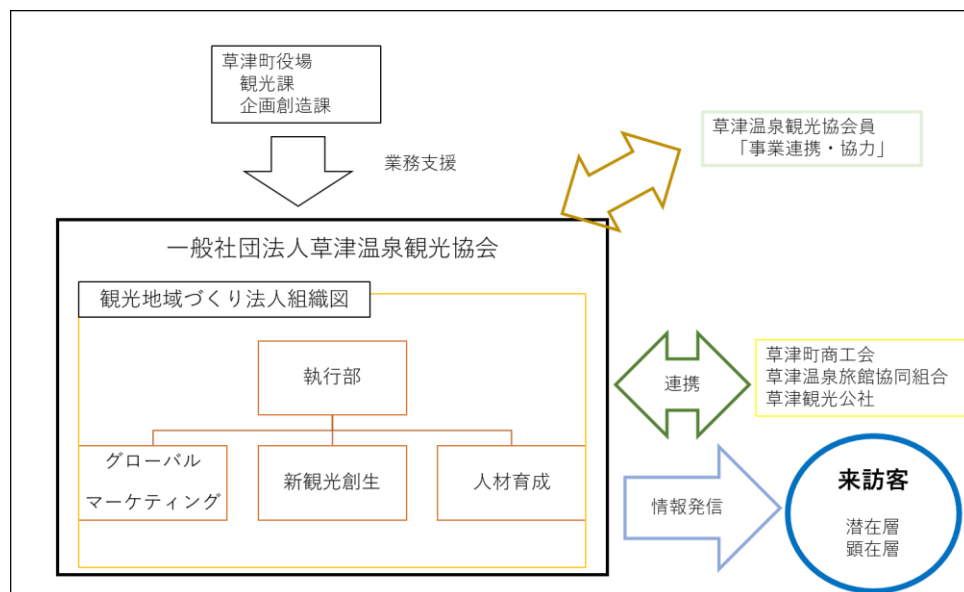 草津町役場
観光課
企画創造課
業務支援
草津温泉観光協会員
「事業連携・協力」
一般社団法人草津温泉観光協会
観光地域づくり法人組織図
執行部
グローバル
マーケティング
新観光創生
人材育成
連携
草津町商工会
草津温泉旅館協同組合
草津観光公社
情報発信
来訪客
潜在層
顕在層